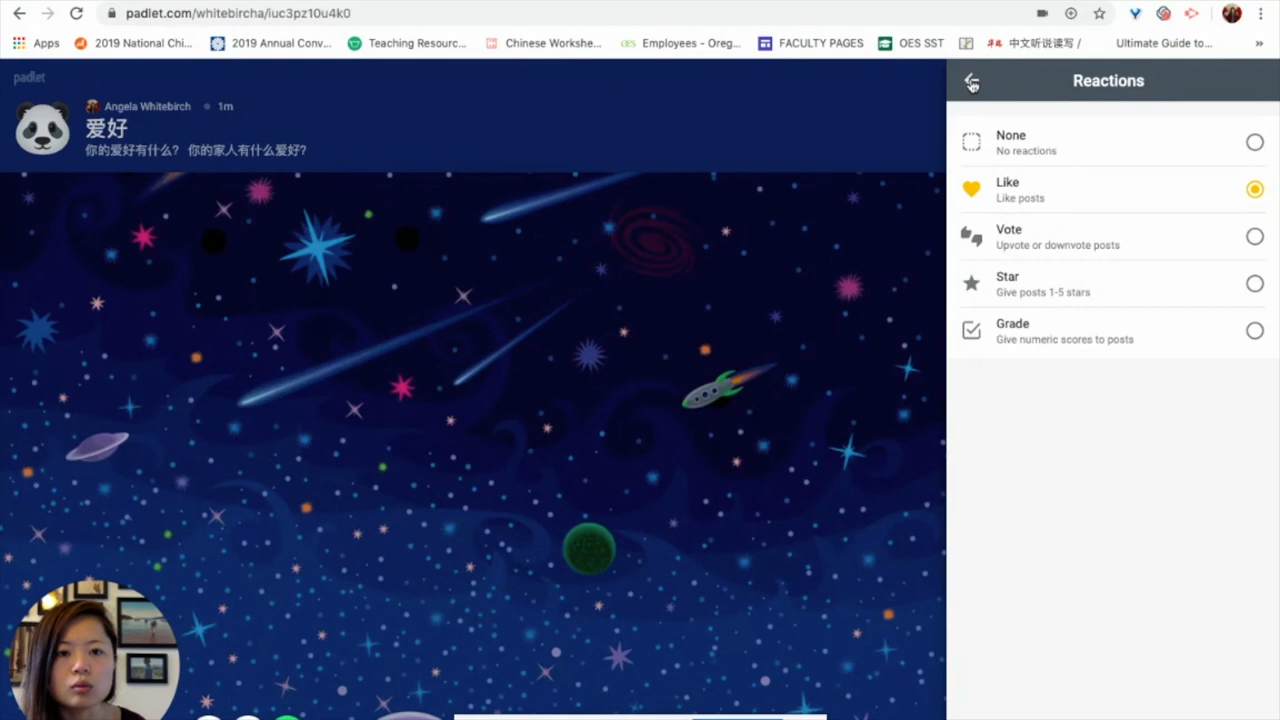 padlet.com/whitebircha/iuc3pz10u4k0
Apps
2019 National Chi...
2019 Annual Conv...
Teaching Resourc...
Chinese Workshe...
OES
Employees – Oreg...
FACULTY PAGES
OES SST
中文听说读写 /
Ultimate Guide to...
»
padlet
Angela Whitebirch • 1m
爱好
你的爱好有什么? 你的家人有什么爱好?
Reactions
None
No reactions
Like
Like posts
Vote
Upvote or downvote posts
Star
Give posts 1-5 stars
Grade
Give numeric scores to posts